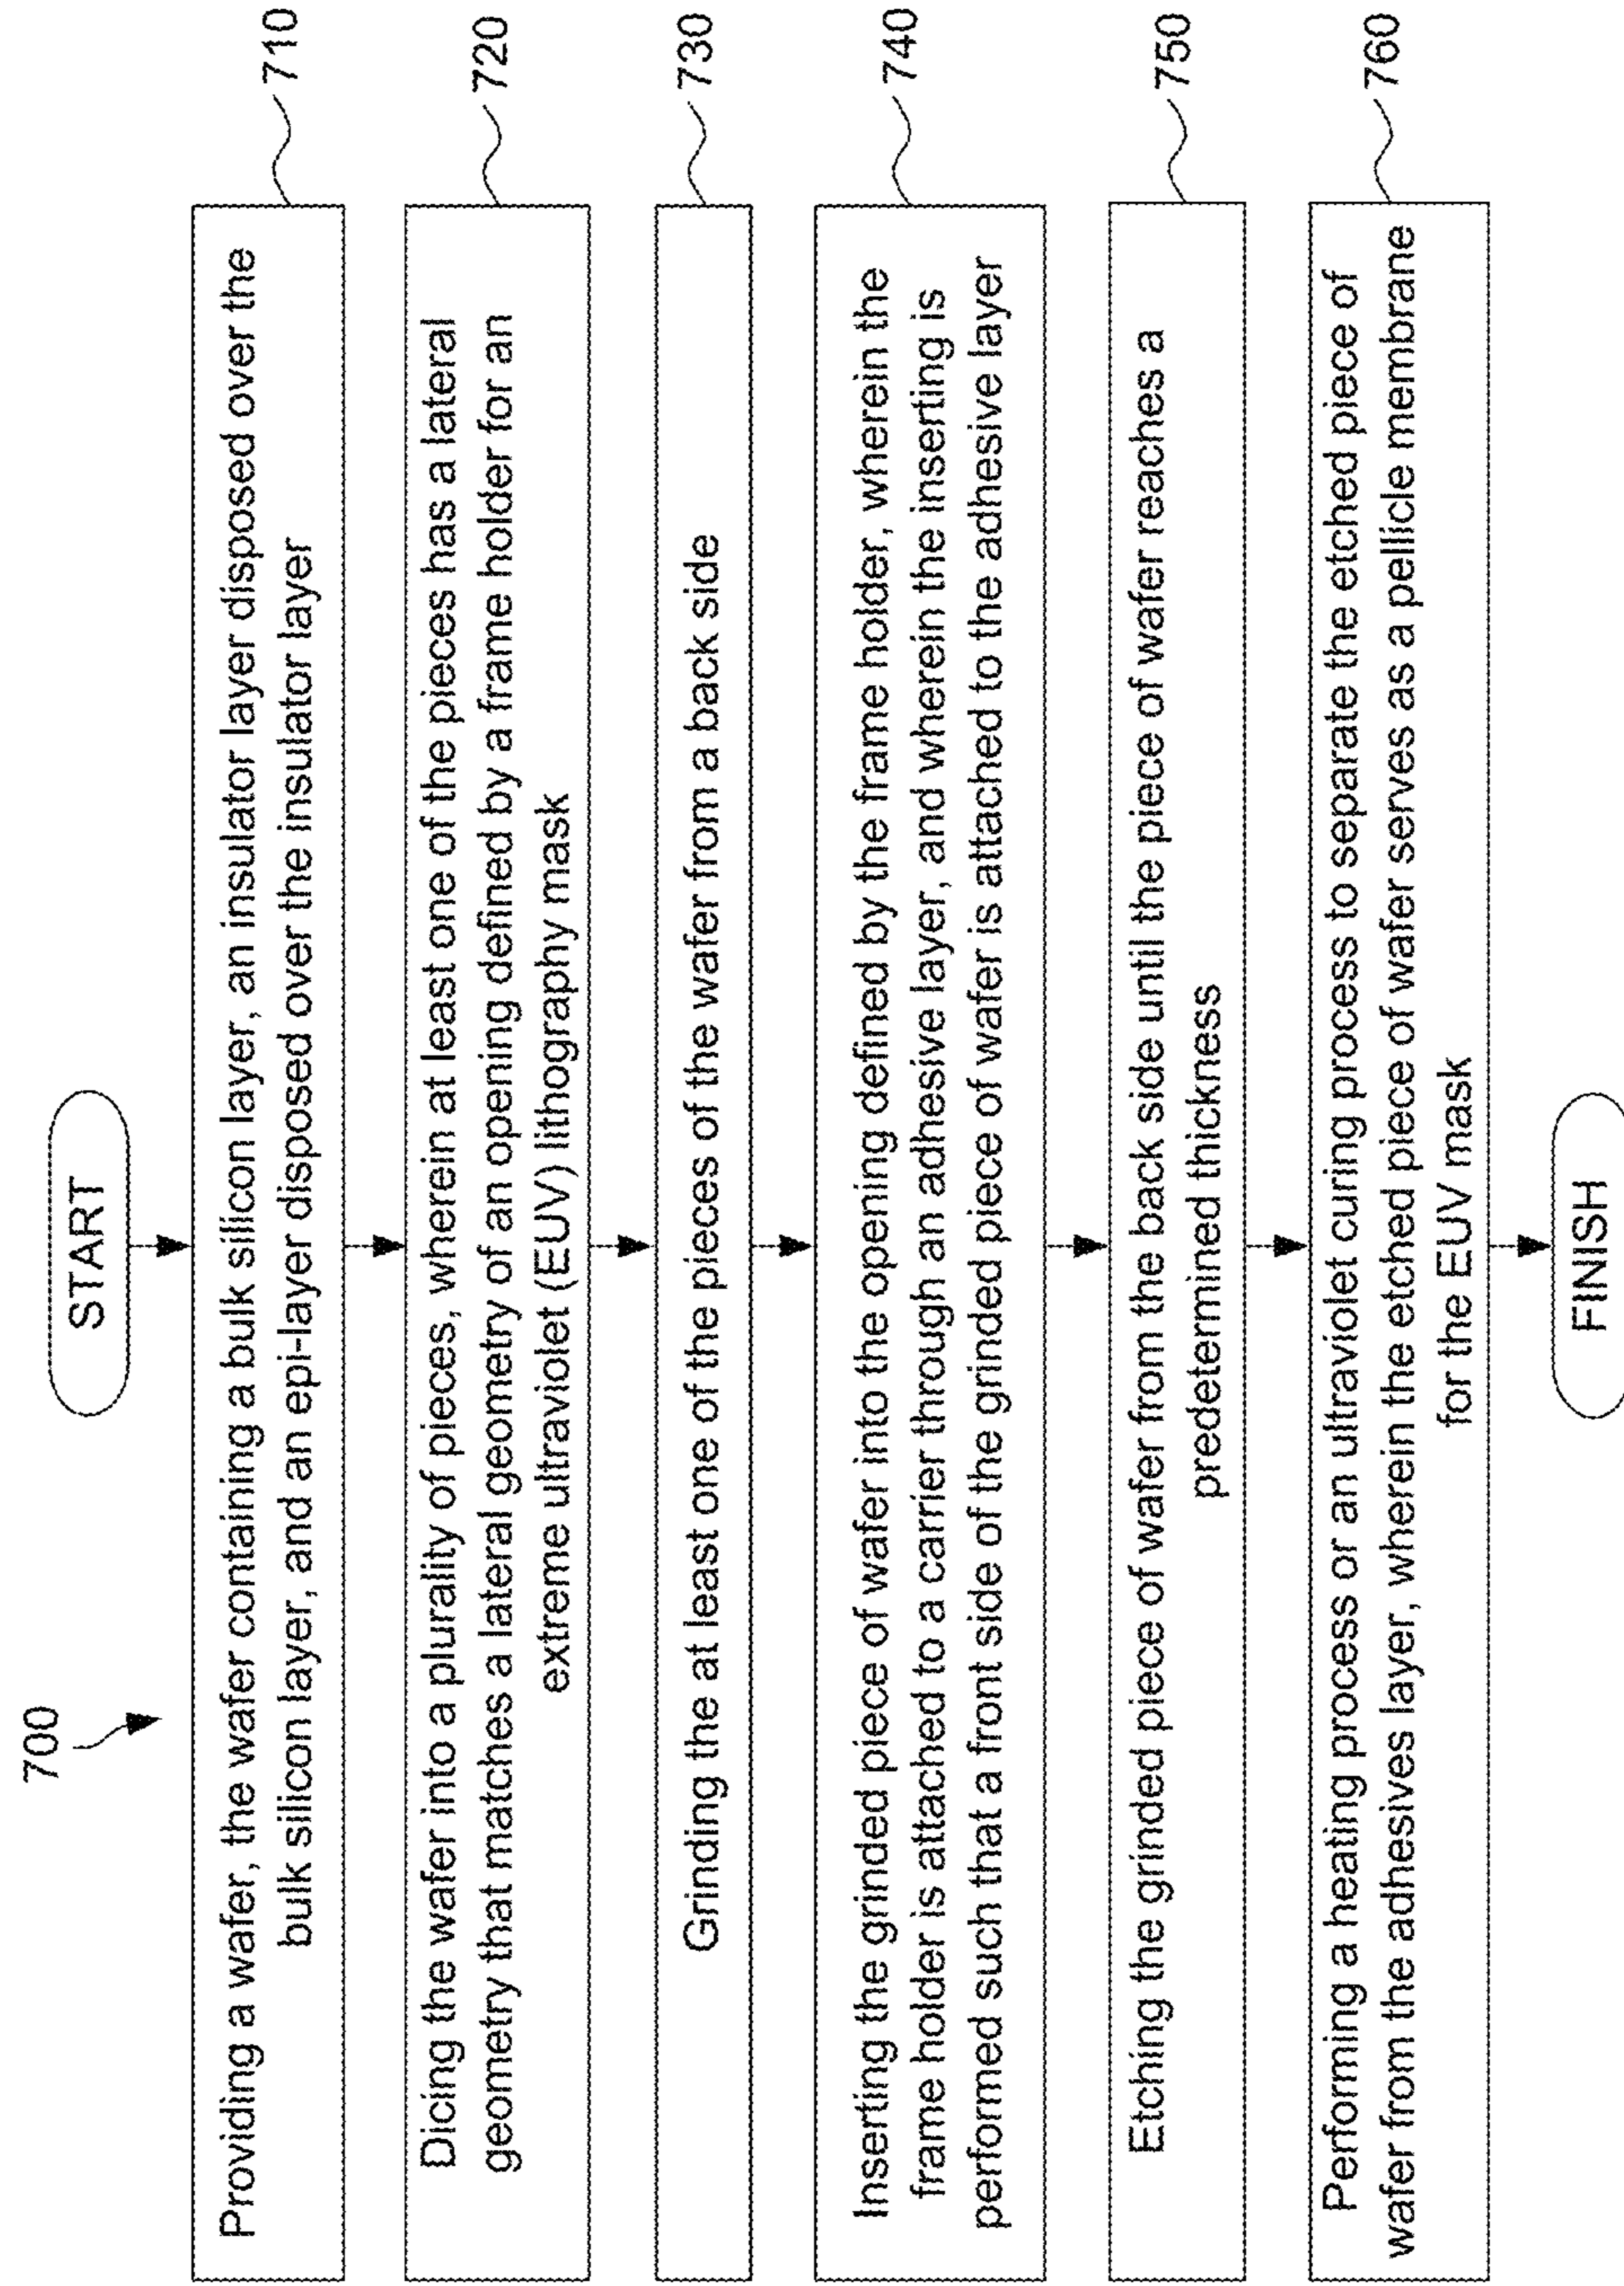 700
START
Providing a wafer, the wafer containing a bulk silicon layer, an insulator layer disposed over the
bulk silicon layer, and an epi-layer disposed over the insulator layer
710
Dicing the wafer into a plurality of pieces, wherein at least one of the pieces has a lateral
geometry that matches a lateral geometry of an opening defined by a frame holder for an
extreme ultraviolet (EUV) lithography mask
720
Grinding the at least one of the pieces of the wafer from a back side
730
Inserting the grinded piece of wafer into the opening defined by the frame holder, wherein the
frame holder is attached to a carrier through an adhesive layer, and wherein the inserting is
performed such that a front side of the grinded piece of wafer is attached to the adhesive layer
740
Etching the grinded piece of wafer from the back side until the piece of wafer reaches a
predetermined thickness
750
Performing a heating process or an ultraviolet curing process to separate the etched piece of
wafer from the adhesives layer, wherein the etched piece of wafer serves as a pellicle membrane
for the EUV mask
760
FINISH